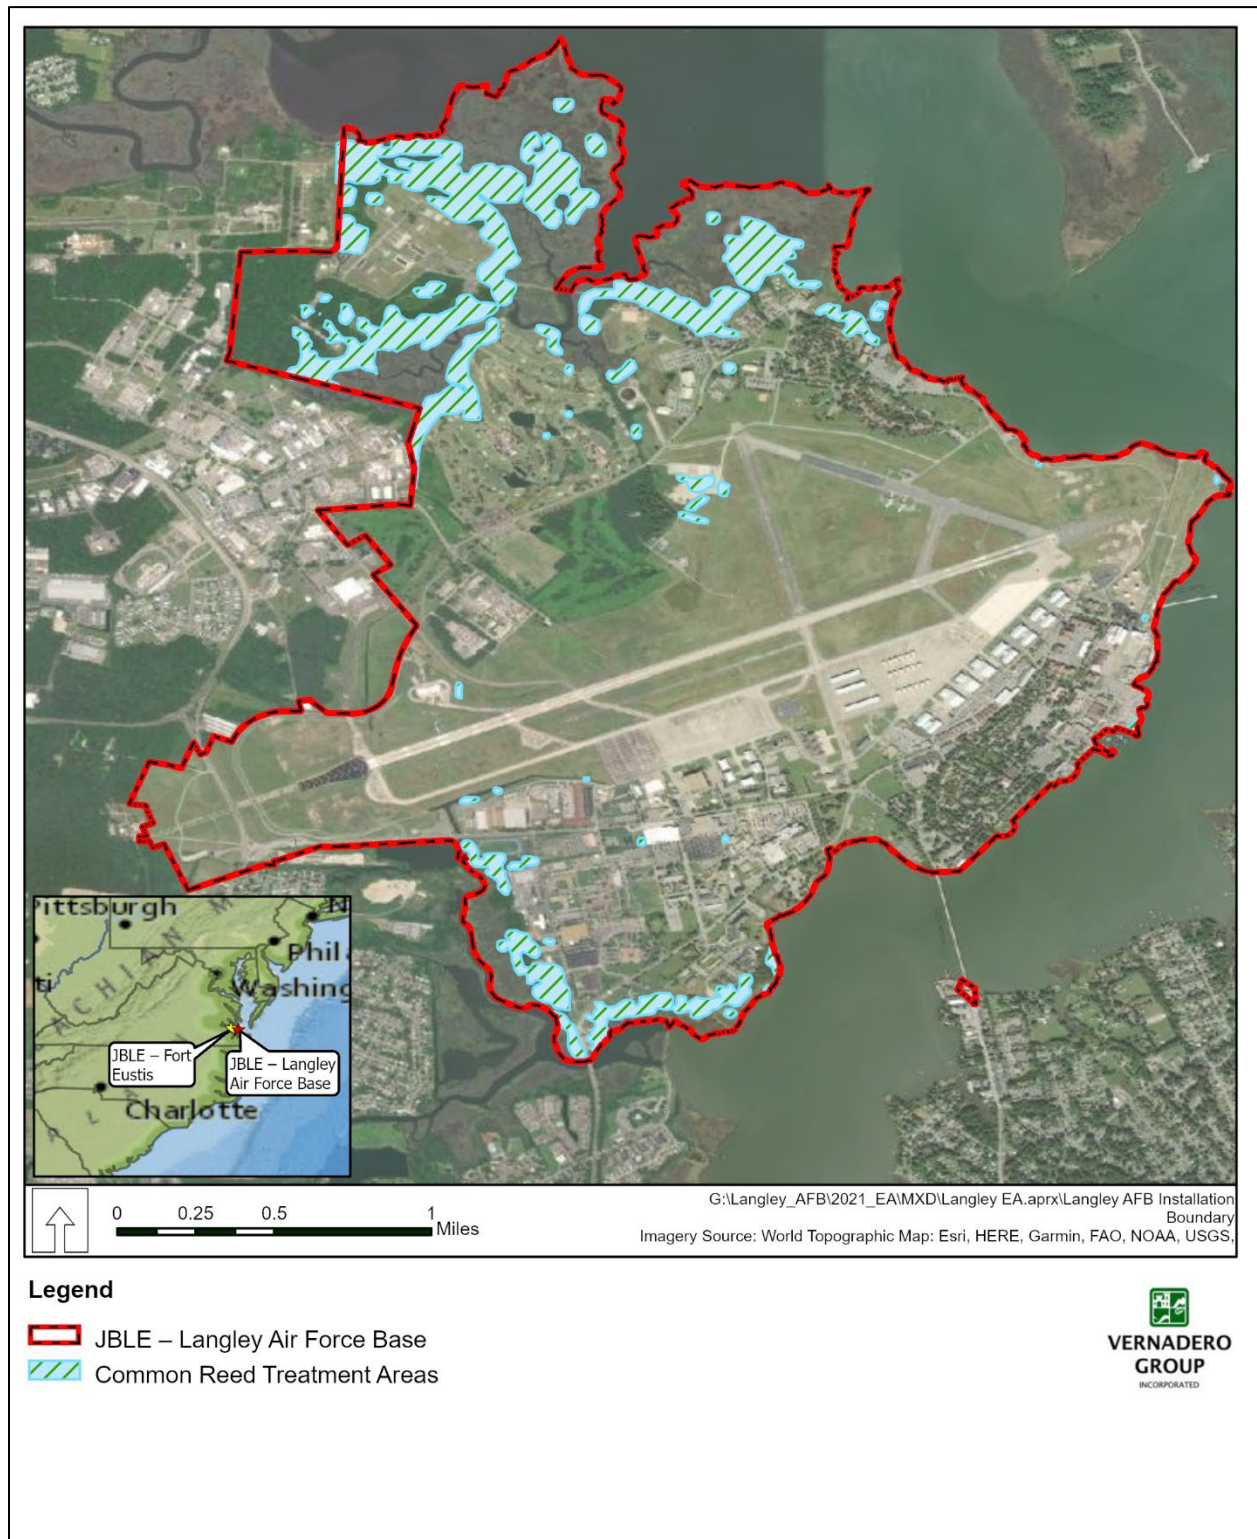 Pittsburgh
Phil
Washing
CHIAN
M
N
ti
JBLE – Fort
Eustis
JBLE – Langley
Air Force Base
Charlotte
A L A
0 0.25 0.5 1
Miles
G:\Langley_AFB\2021_EA\MXD\Langley EA.aprx\Langley AFB Installation
Boundary
Imagery Source: World Topographic Map: Esri, HERE, Garmin, FAO, NOAA, USGS,
Legend
JBLE – Langley Air Force Base
Common Reed Treatment Areas
VERNADERO
GROUP
INCORPORATED